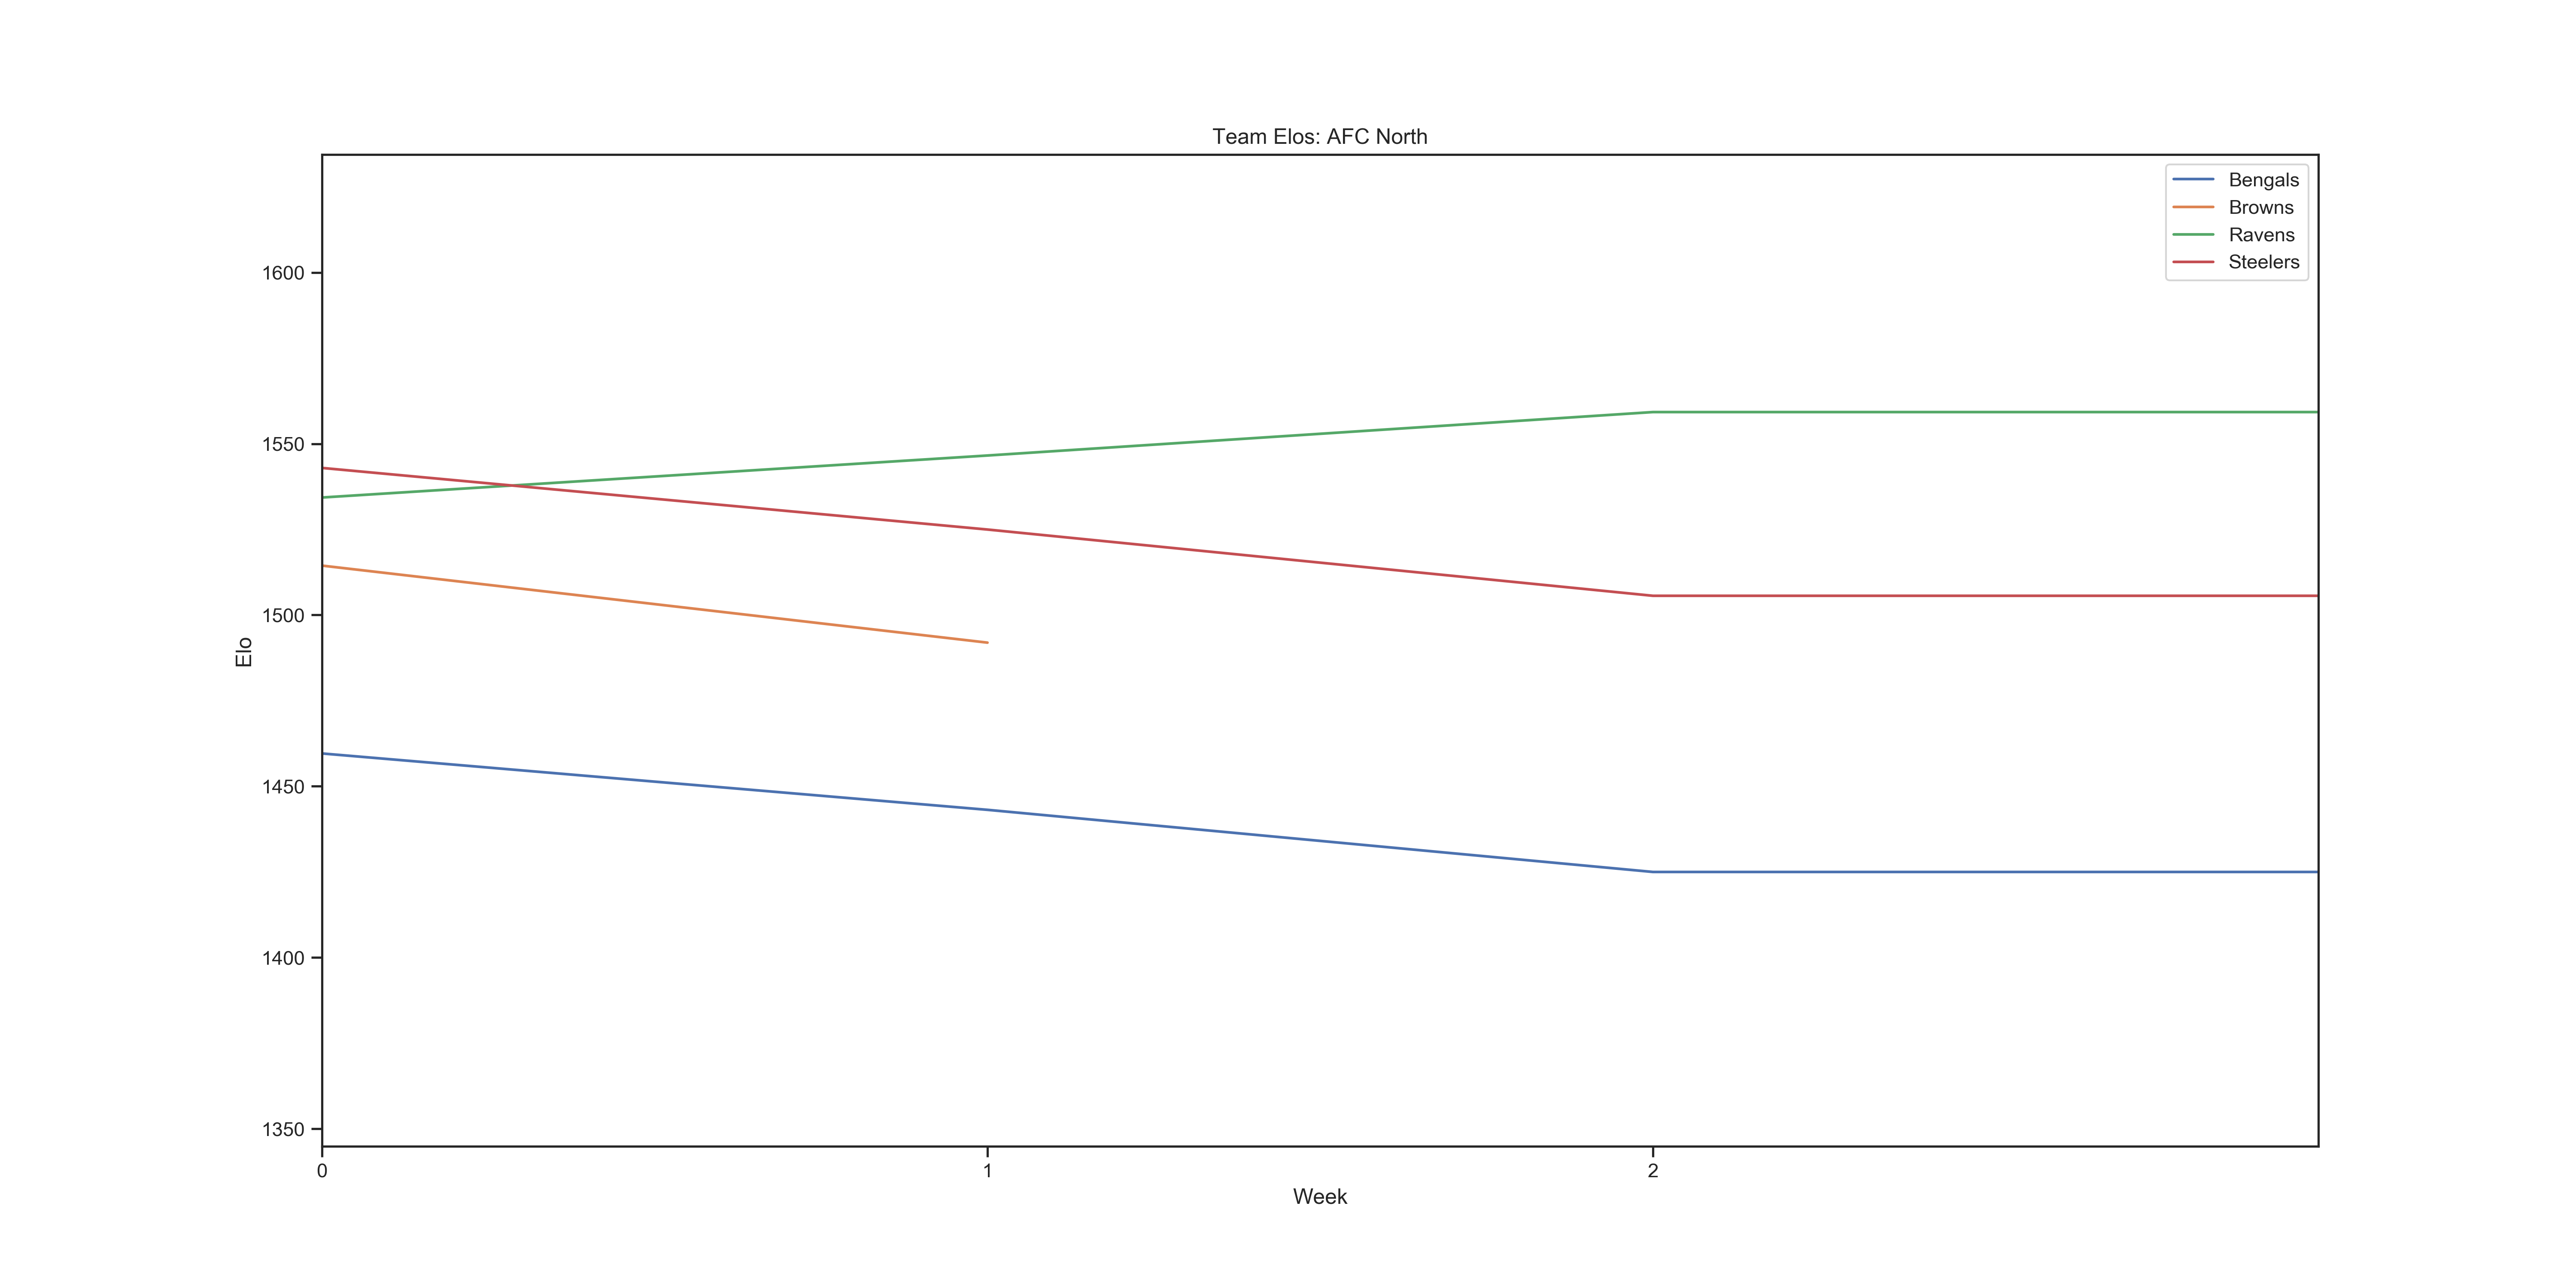 Team Elos: AFC North
Bengals
Browns
Ravens
Steelers
1600
1550
1500
1450
1400
1350
Elo
0 1 2
Week